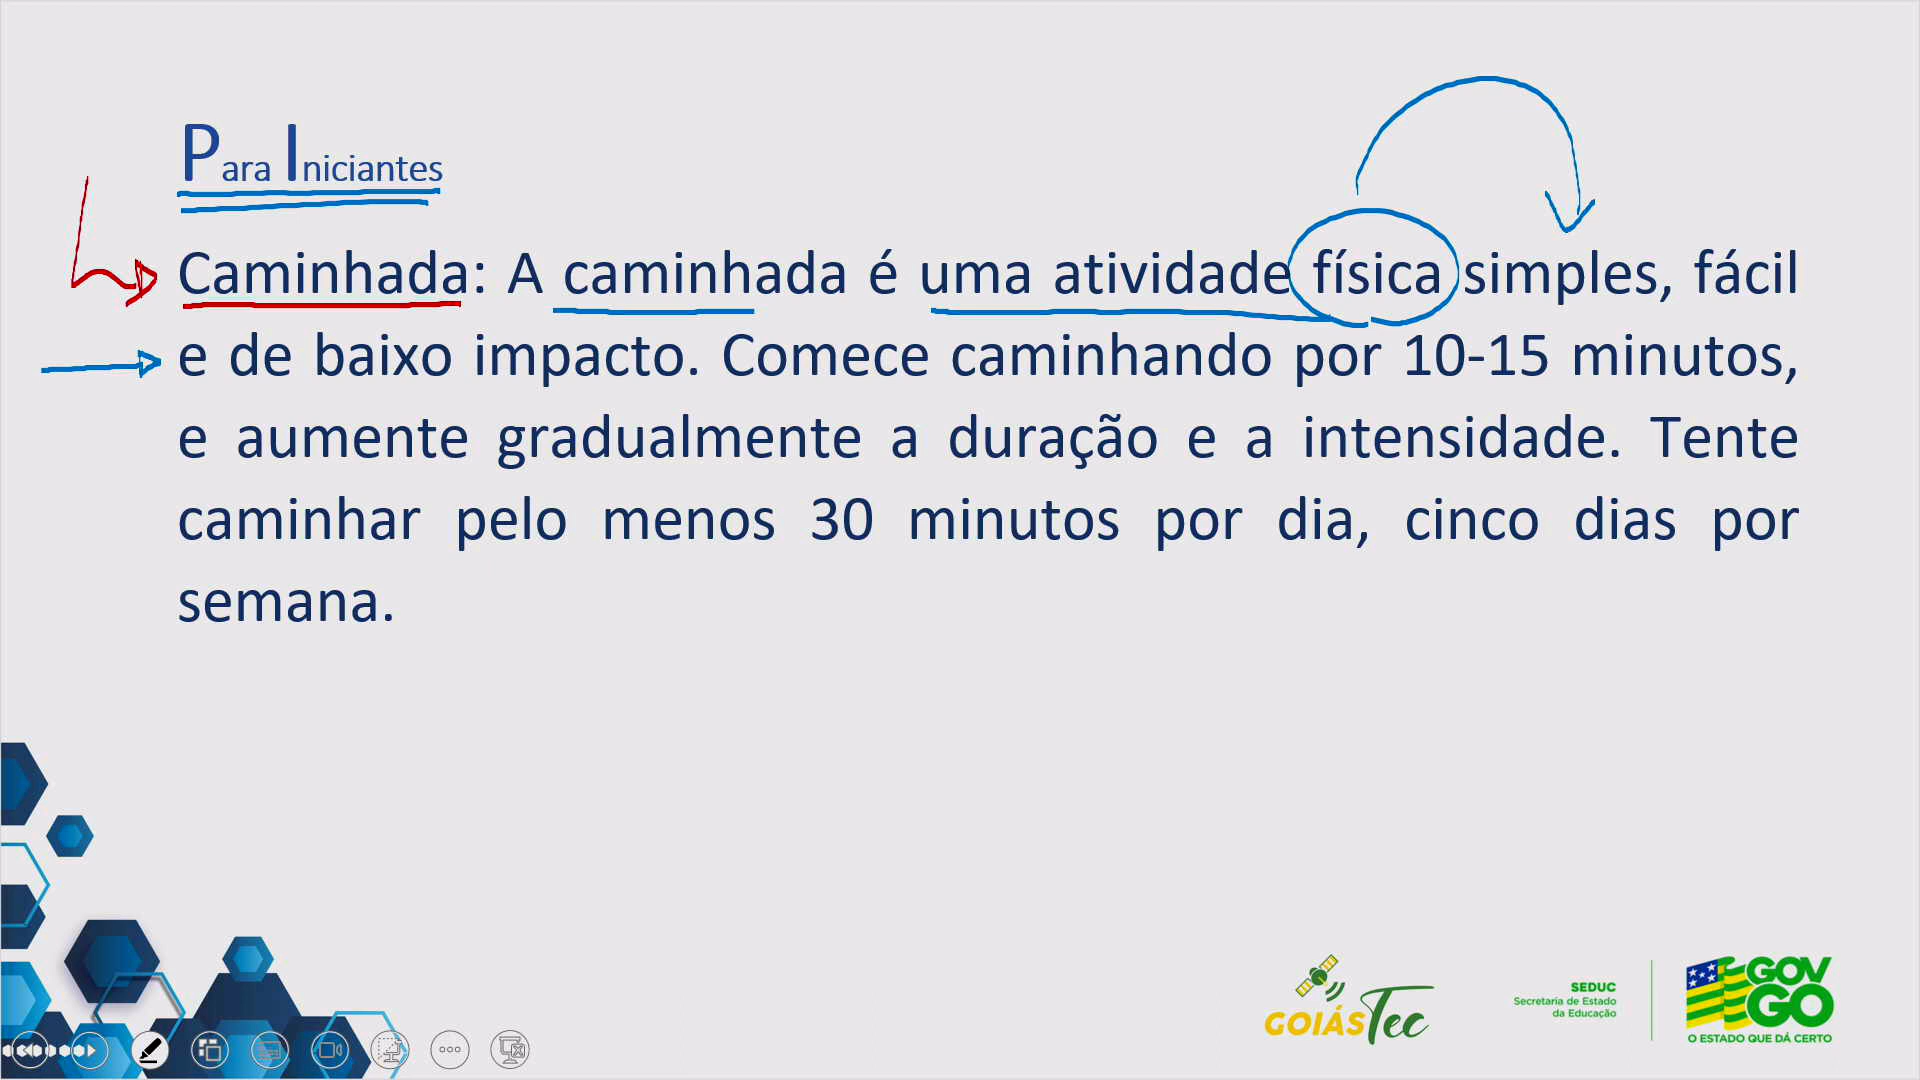 Para Iniciantes
Caminhada: A caminhada é uma atividade física simples, fácil
e de baixo impacto. Comece caminhando por 10-15 minutos,
e aumente gradualmente a duração e a intensidade. Tente
caminhar pelo menos 30 minutos por dia, cinco dias por
semana.
GOIÁSTec
SEDUC
Secretaria de Estado
da Educação
GOV
GO
O ESTADO QUE DÁ CERTO